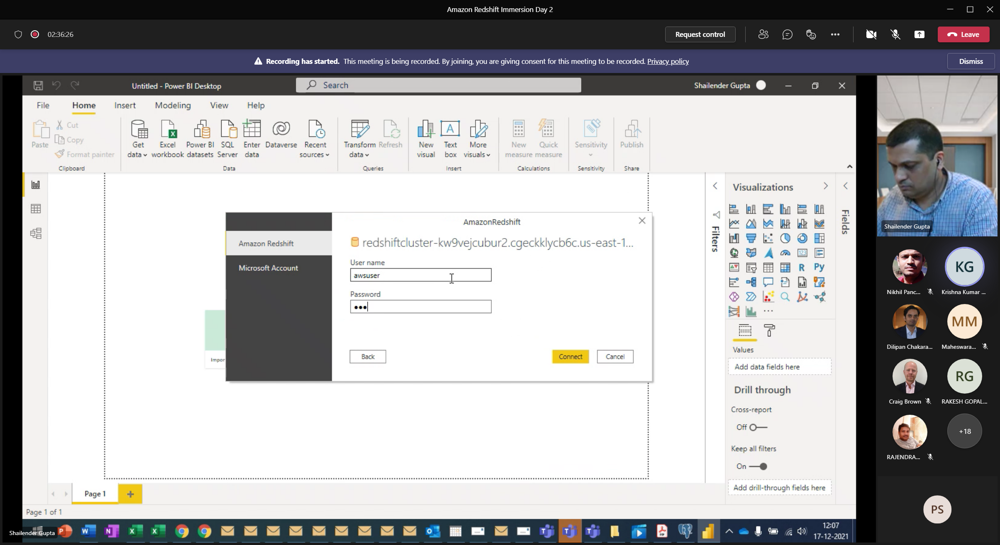 Amazon Redshift Immersion Day 2
02:36:26
Request control
Leave
Recording has started. This meeting is being recorded. By joining, you are giving consent for this meeting to be recorded. Privacy policy
Dismiss
Untitled - Power BI Desktop
Search
Shailender Gupta
File Home Insert Modeling View Help
Paste
Cut
Copy
Format painter
Clipboard
Get data
Excel workbook
Power BI datasets
SQL Server
Enter data
Dataverse
Recent sources
Data
Transform data
Refresh
Queries
New visual
Text box
More visuals
Insert
New measure
Quick measure
Calculations
Sensitivity
Sensitivity
Publish
Share
AmazonRedshift
Amazon Redshift
Microsoft Account
redshiftcluster-kw9vejcubur2.cgeckklycb6c.us-east-1...
User name
awsuser
Password
•••
Back
Connect
Cancel
Impor
Filters
Visualizations
R
Py
123
...
Values
Add data fields here
Drill through
Cross-report
Off
Keep all filters
On
Add drill-through fields here
Fields
Page 1
Page 1 of 1
Shailender Gupta
12:07
17-12-2021
Shailender Gupta
Nikhil Panc...
KG
Krishna Kumar ...
Dilipan Chakara...
MM
Maheswara...
Craig Brown
RG
RAKESH GOPAL...
RAJENDRA...
+18
PS